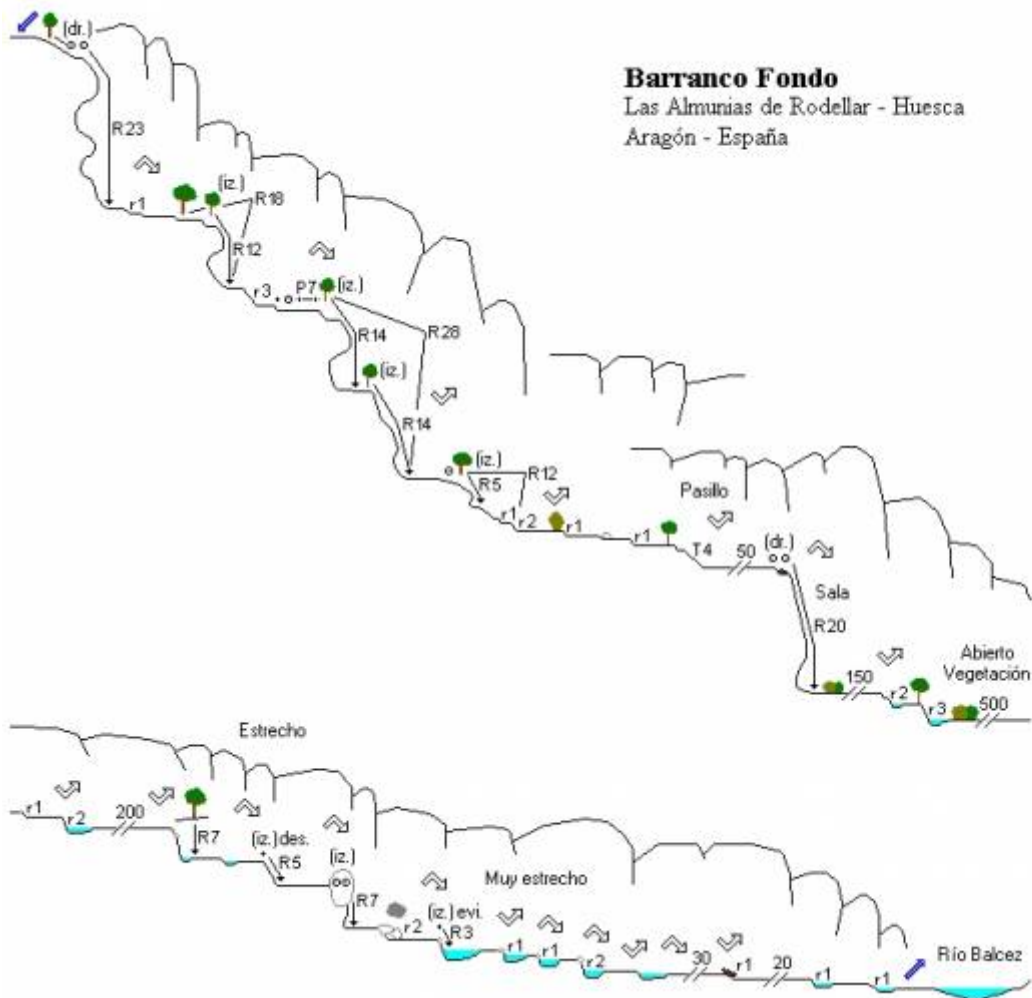 Barranco Fondo
Las Almunias de Rodellar - Huesca
Aragón - España
(dr.)
R23
r1
(iz.)
R18
R12
r3
P7
(iz.)
R14
R28
(iz.)
R14
(iz.)
R5
R12
r1
r2
r1
r1
T4
Pasillo
50
(dr.)
Sala
R20
150
r2
r3
Abierto
Vegetación
500
Estrecho
r1
r2
200
R7
(iz.) des.
R5
(iz.)
R7
r2
Muy estrecho
(iz.) evi.
R3
r1
r1
r2
30
r1
20
r1
r1
Río Balcez